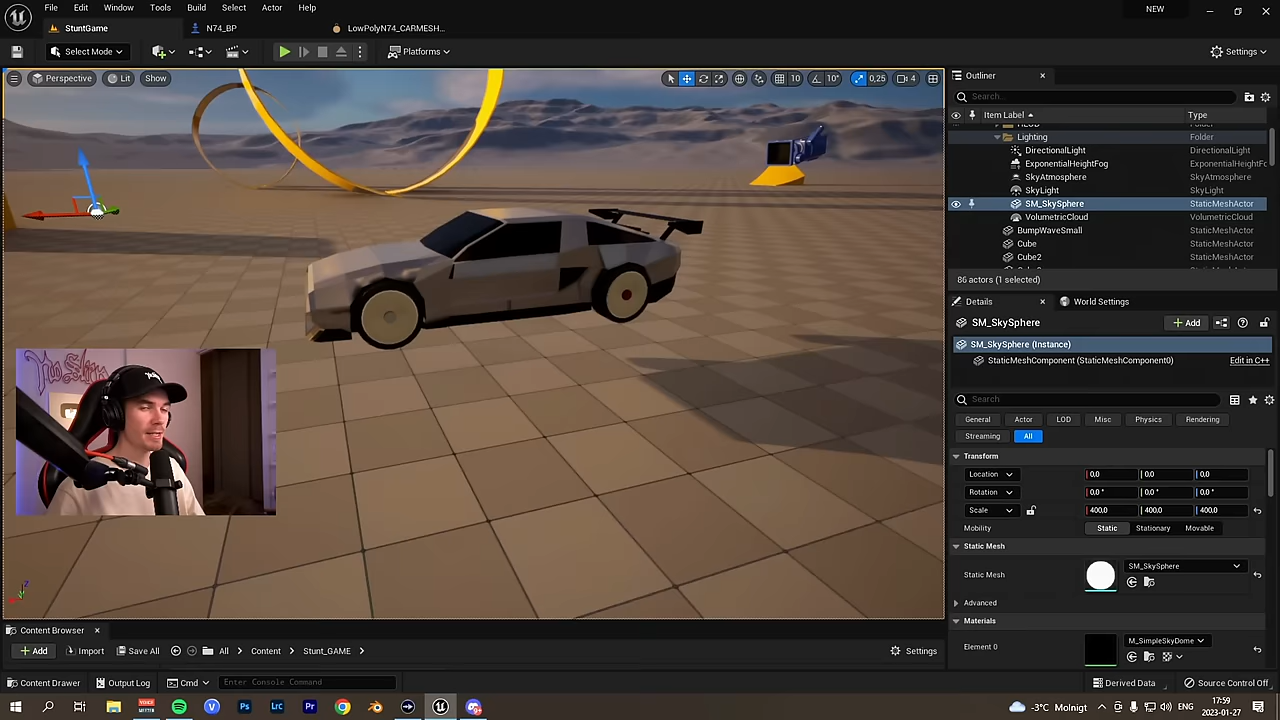 File Edit Window Tools Build Select Actor Help
NEW
StuntGame
N74_BP
LowPolyN74_CARMESH...
Select Mode
Platforms
Settings
Perspective
Lit
Show
10
10°
0,25
4
Outliner
Search...
Item Label
Type
Lighting
Folder
DirectionalLight
DirectionalLight
ExponentialHeightFog
ExponentialHeightFo
SkyAtmosphere
SkyAtmosphere
SkyLight
SkyLight
SM_SkySphere
StaticMeshActor
VolumetricCloud
VolumetricCloud
BumpWaveSmall
StaticMeshActor
Cube
StaticMeshActor
Cube2
StaticMeshActor
86 actors (1 selected)
Details
World Settings
SM_SkySphere
Add
SM_SkySphere (Instance)
StaticMeshComponent (StaticMeshComponent0)
Edit in C++
Search
General
Actor
LOD
Misc
Physics
Rendering
Streaming
All
Transform
Location
0,0
0,0
0,0
Rotation
0,0 °
0,0 °
0,0 °
Scale
400,0
400,0
400,0
Mobility
Static
Stationary
Movable
Static Mesh
Static Mesh
SM_SkySphere
Advanced
Materials
Element 0
M_SimpleSkyDome
Content Browser
Add
Import
Save All
All
Content
Stunt_GAME
Settings
Content Drawer
Output Log
Cmd
Enter Console Command
Derived Data
Source Control Off
Ps
Lrc
Pr
-3°C Molnigt
17:59
2023-01-27